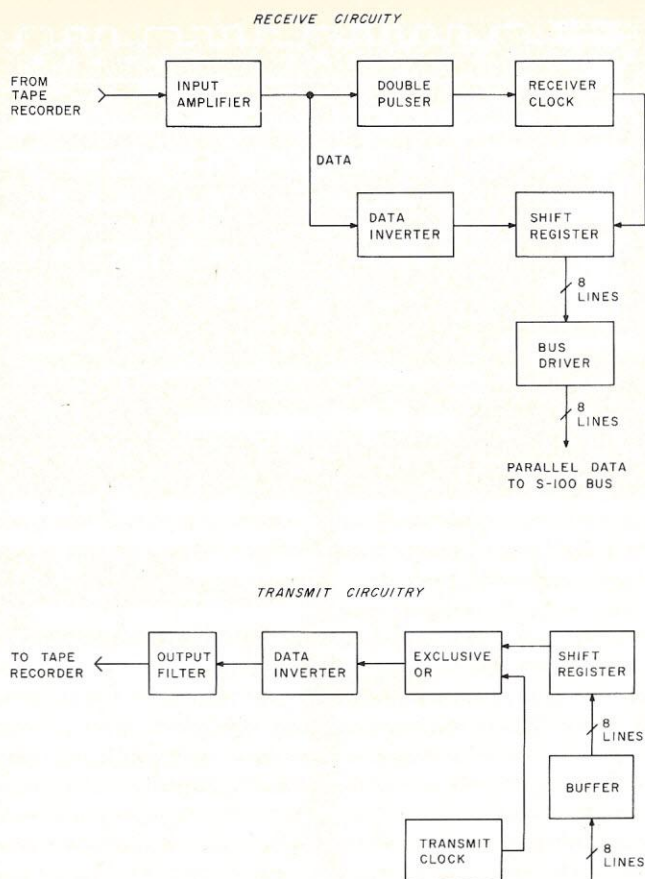 RECEIVE CIRCUITY
FROM
TAPE
RECORDER
INPUT
AMPLIFIER
DOUBLE
PULSER
RECEIVER
CLOCK
DATA
DATA
INVERTER
SHIFT
REGISTER
8
LINES
BUS
DRIVER
8
LINES
PARALLEL DATA
TO S-100 BUS
TRANSMIT CIRCUITRY
TO TAPE
RECORDER
OUTPUT
FILTER
DATA
INVERTER
EXCLUSIVE
OR
SHIFT
REGISTER
8
LINES
BUFFER
TRANSMIT
CLOCK
8
LINES